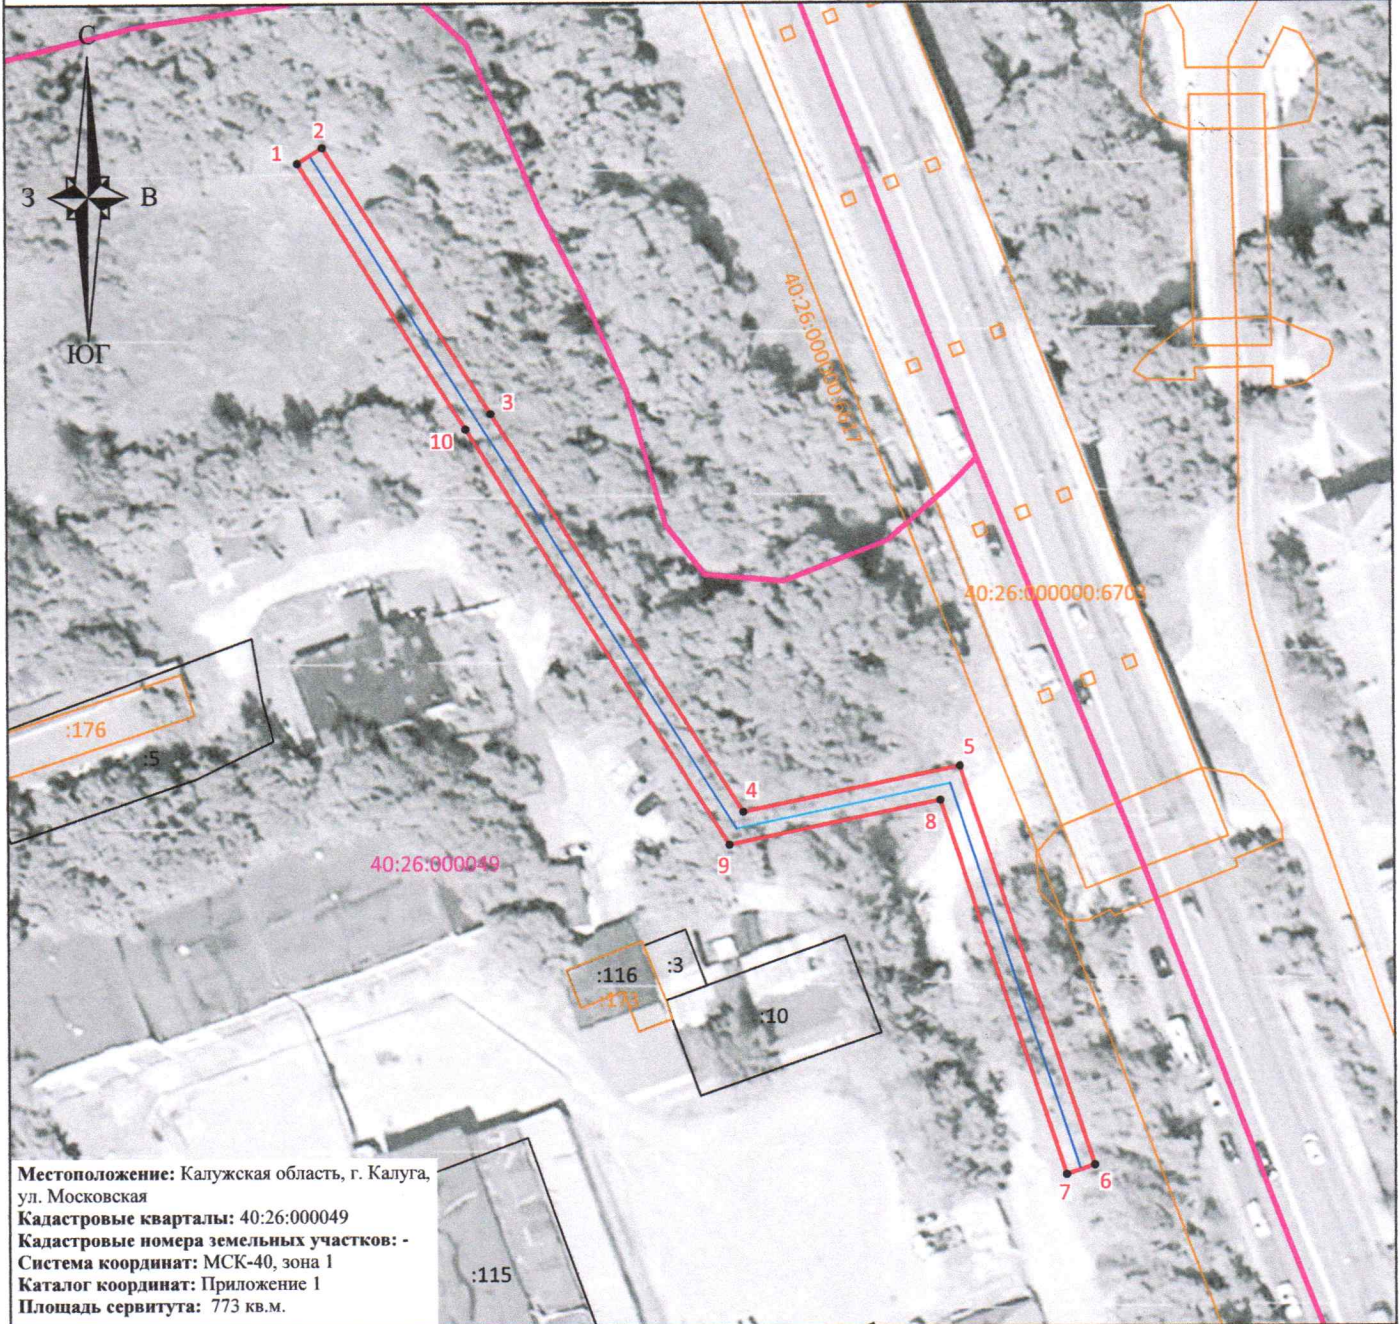 С
З
В
ЮГ
1
2
3
10
4
5
8
9
7
6
40:26:000000:6703
:176
:5
40:26:000049
:116
:3
:10
:115
Местоположение: Калужская область, г. Калуга,
ул. Московская
Кадастровые кварталы: 40:26:000049
Кадастровые номера земельных участков: -
Система координат: МСК-40, зона 1
Каталог координат: Приложение 1
Площадь сервитута: 773 кв.м.